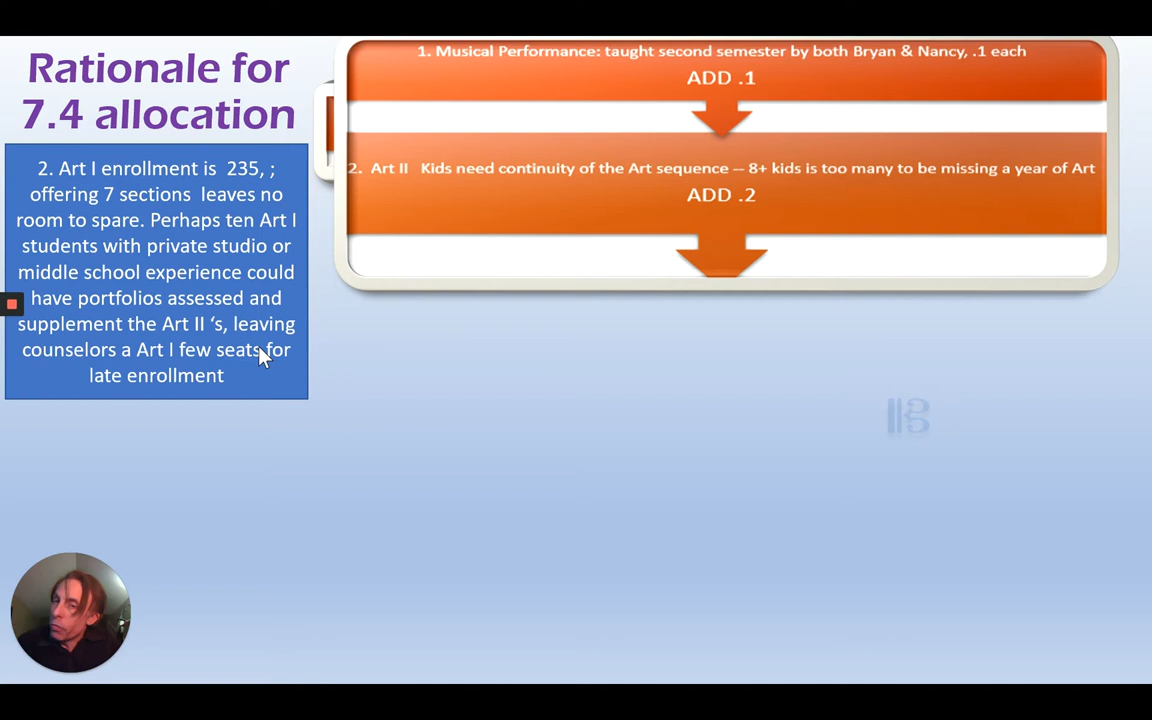 Rationale for
7.4 allocation
2. Art I enrollment is  235, ;
offering 7 sections  leaves no
room to spare. Perhaps ten Art I
students with private studio or
middle school experience could
have portfolios assessed and
supplement the Art II ‘s, leaving
counselors a Art I few seats for
late enrollment
1. Musical Performance: taught second semester by both Bryan & Nancy, .1 each
ADD .1
2.  Art II   Kids need continuity of the Art sequence -- 8+ kids is too many to be missing a year of Art
ADD .2